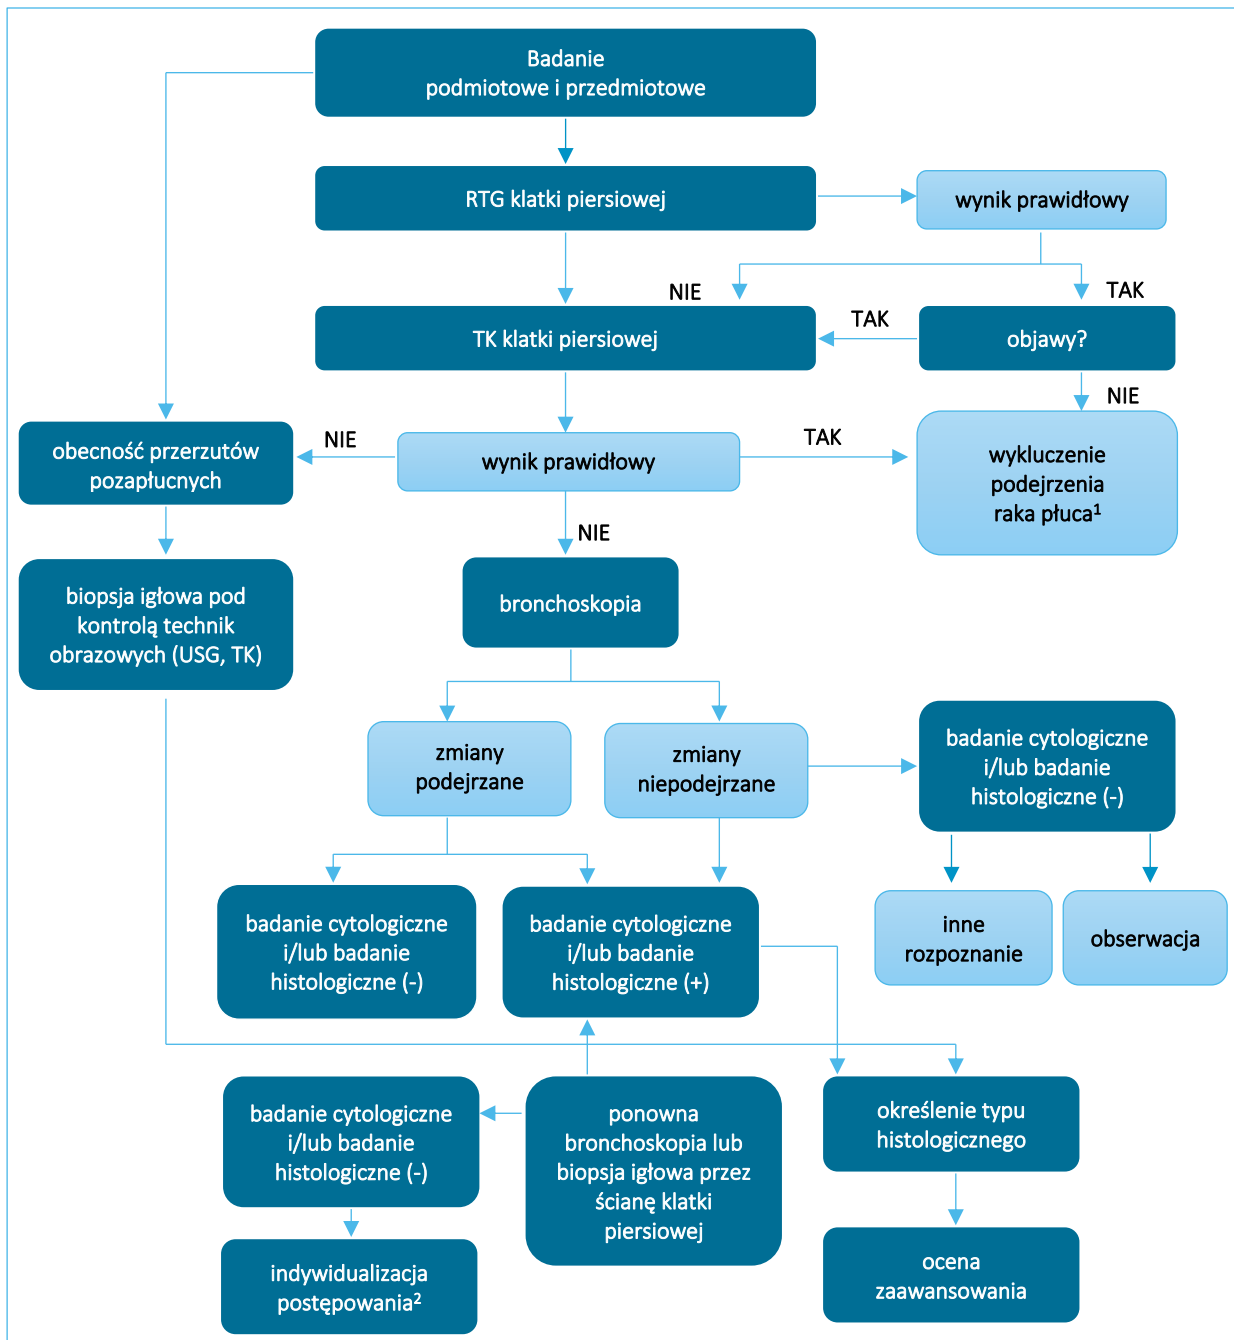 Badanie
podmiotowe i przedmiotowe
RTG klatki piersiowej
wynik prawidłowy
NIE
TAK
TK klatki piersiowej
TAK
objawy?
NIE
obecność przerzutów
pozapłucnych
NIE
wynik prawidłowy
TAK
wykluczenie
podejrzenia
raka płuca¹
NIE
biopsja igłowa pod
kontrolą technik
obrazowych (USG, TK)
bronchoskopia
zmiany
podejrzane
zmiany
niepodejrzane
badanie cytologiczne
i/lub badanie
histologiczne (-)
badanie cytologiczne
i/lub badanie
histologiczne (-)
badanie cytologiczne
i/lub badanie
histologiczne (+)
inne
rozpoznanie
obserwacja
badanie cytologiczne
i/lub badanie
histologiczne (-)
ponowna
bronchoskopia lub
biopsja igłowa przez
ścianę klatki
piersiowej
określenie typu
histologicznego
indywidualizacja
postępowania²
ocena
zaawansowania